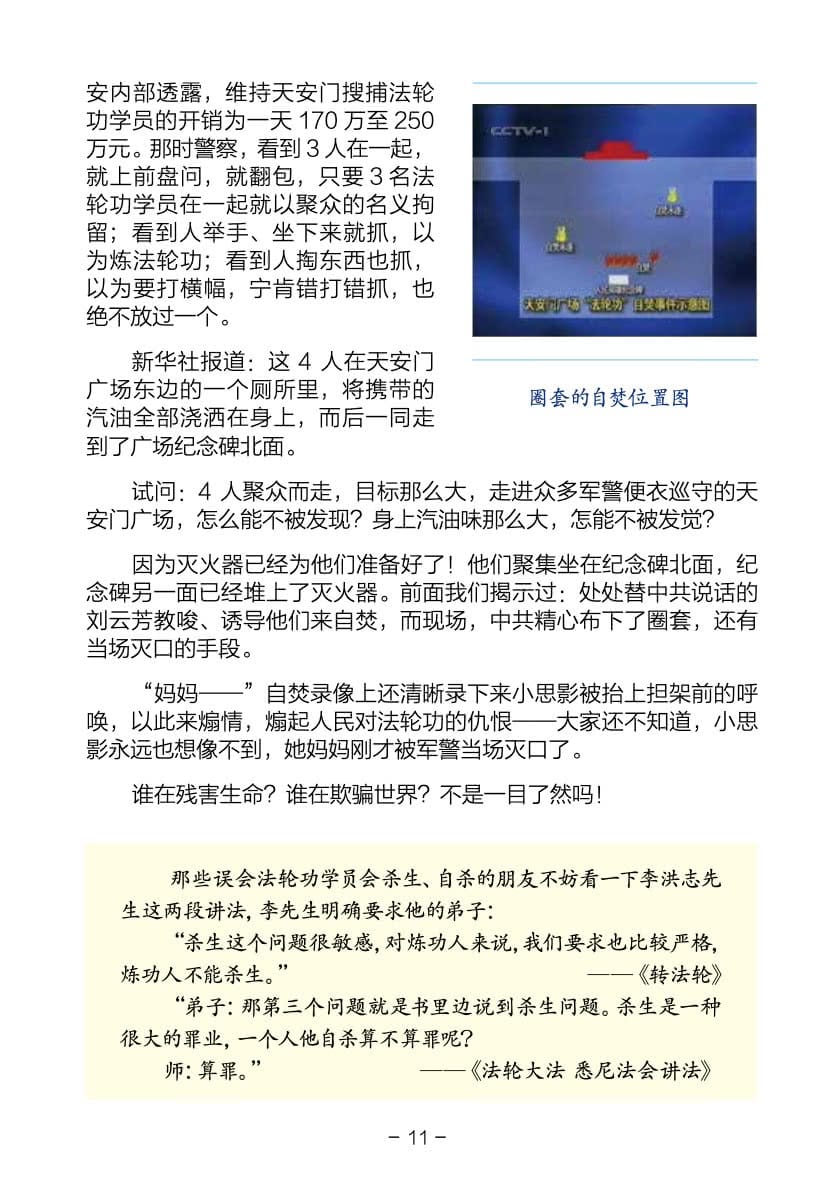 安内部透露，维持天安门搜捕法轮
功学员的开销为一天 170 万至 250
万元。那时警察，看到 3 人在一起，
就上前盘问，就翻包，只要 3 名法
轮功学员在一起就以聚众的名义拘
留；看到人举手、坐下来就抓，以
为炼法轮功；看到人掏东西也抓，
以为要打横幅，宁肯错打错抓，也
绝不放过一个。
新华社报道：这 4 人在天安门
广场东边的一个厕所里，将携带的
汽油全部浇洒在身上，而后一同走
到了广场纪念碑北面。
CCTV-1
自焚未遂
自焚未遂
自焚
天安门广场“法轮功”自焚事件示意图
圈套的自焚位置图
试问：4 人聚众而走，目标那么大，走进众多军警便衣巡守的天
安门广场，怎么能不被发现？身上汽油味那么大，怎能不被发觉？
因为灭火器已经为他们准备好了！他们聚集坐在纪念碑北面，纪
念碑另一面已经堆上了灭火器。前面我们揭示过：处处替中共说话的
刘云芳教唆、诱导他们来自焚，而现场，中共精心布下了圈套，还有
当场灭口的手段。
“妈妈——”自焚录像上还清晰录下来小思影被抬上担架前的呼
唤，以此来煽情，煽起人民对法轮功的仇恨——大家还不知道，小思
影永远也想像不到，她妈妈刚才被军警当场灭口了。
谁在残害生命？谁在欺骗世界？不是一目了然吗！
那些误会法轮功学员会杀生、自杀的朋友不妨看一下李洪志先
生这两段讲法，李先生明确要求他的弟子：
“杀生这个问题很敏感，对炼功人来说，我们要求也比较严格，
炼功人不能杀生。” ——《转法轮》
“弟子：那第三个问题就是书里边说到杀生问题。杀生是一种
很大的罪业，一个人他自杀算不算罪呢？
师：算罪。” ——《法轮大法 悉尼法会讲法》
- 11 -